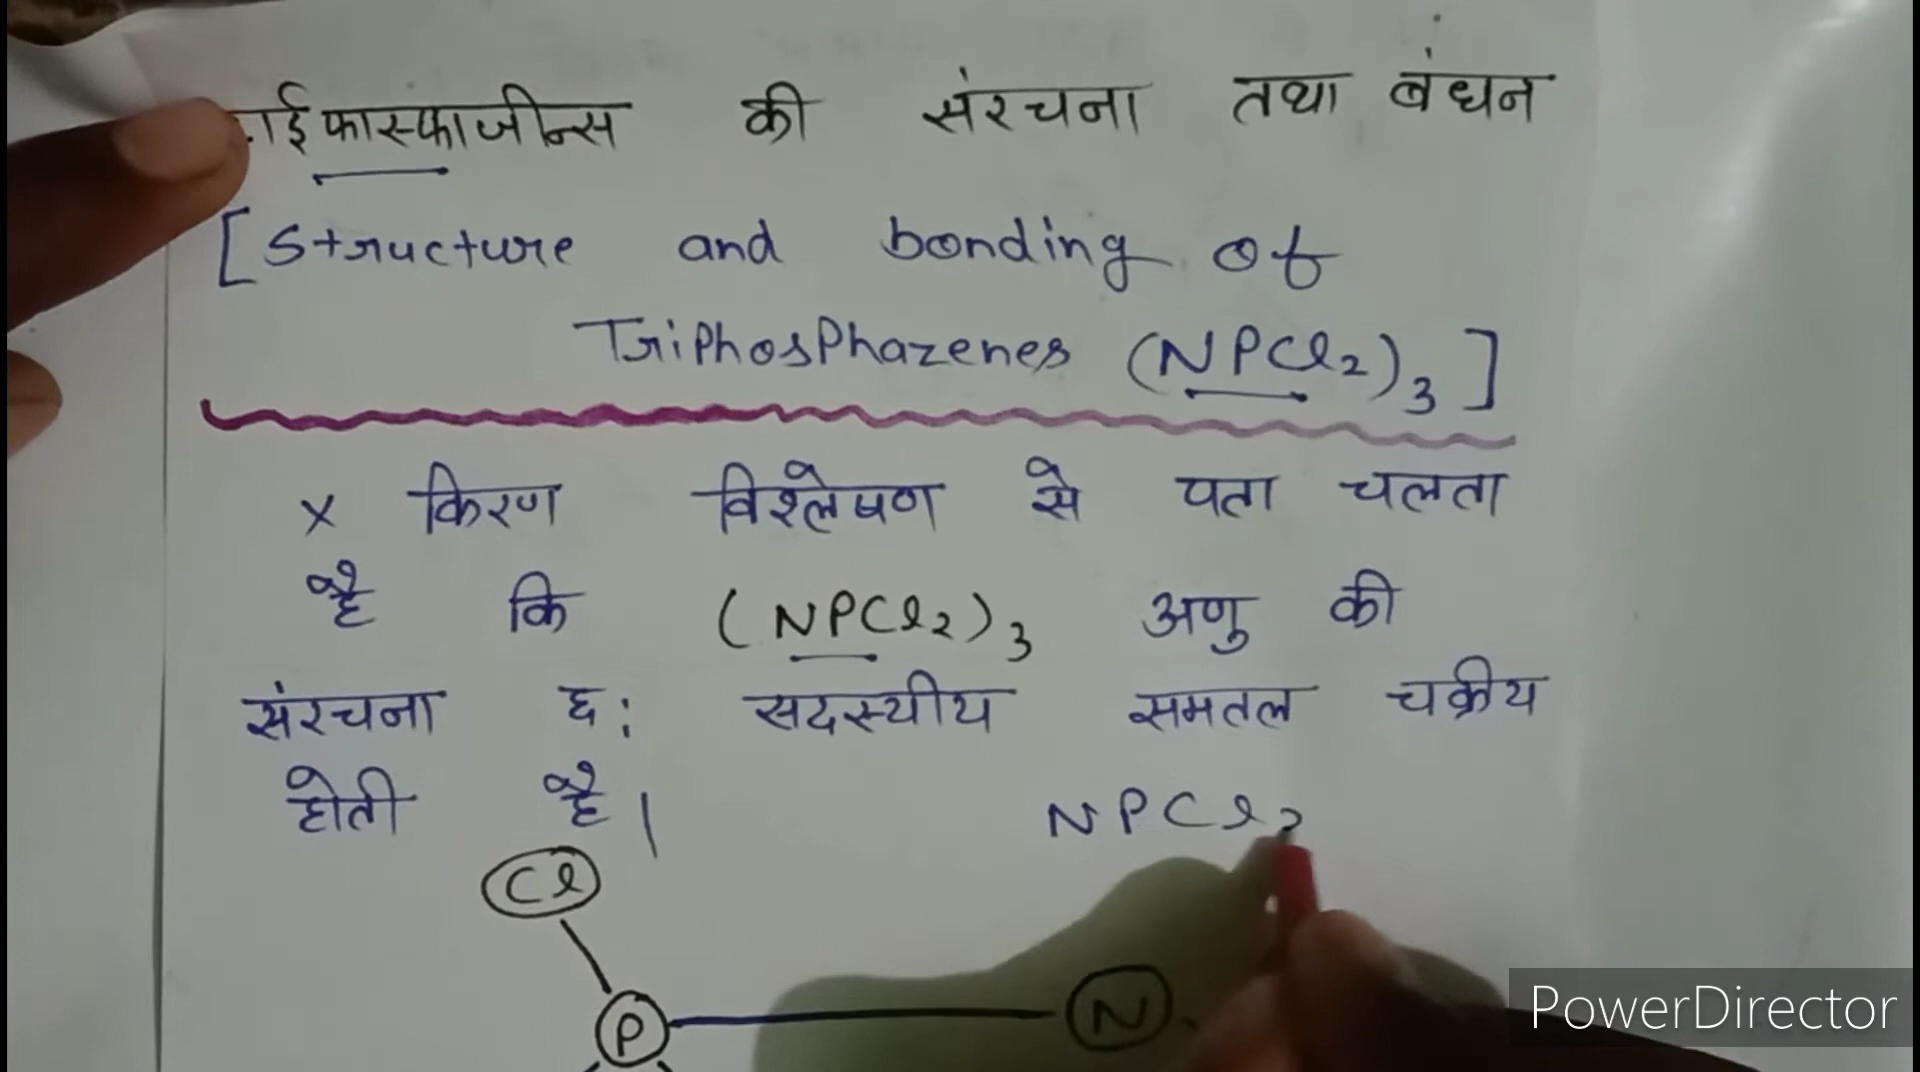 फास्फाजीन्स की संरचना तथा बंधन
[Structure and bonding of
Triphosphazenes (NPCl₂)₃]
X किरण विश्लेषण से पता चलता
है कि (NPCl₂)₃ अणु की
संरचना छ: सदस्यीय समतल चक्रीय
होती है।
NPCl₂
Cl
P
N
PowerDirector